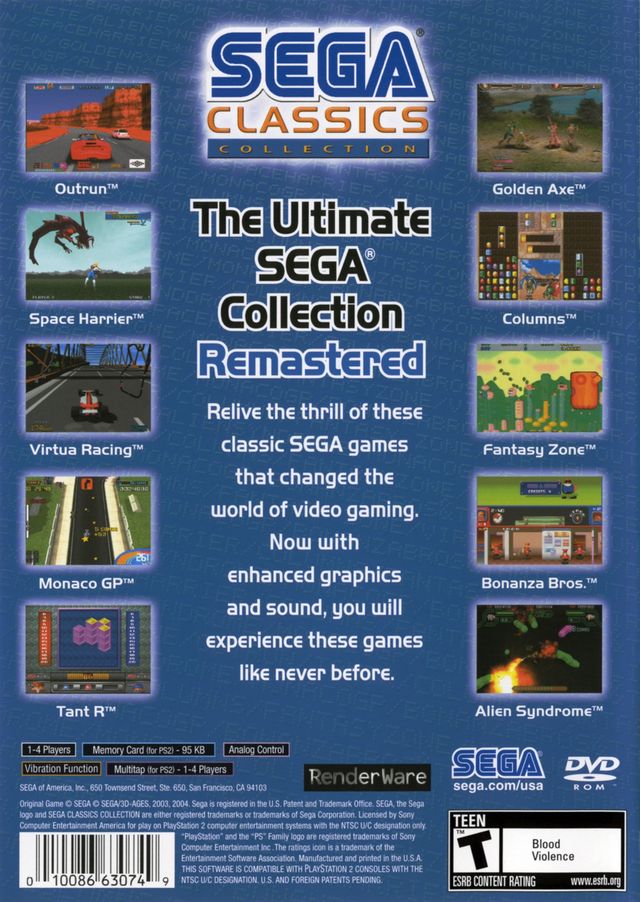 SEGA®
CLASSICS
COLLECTION
Outrun™
Golden Axe™
The Ultimate
SEGA®
Collection
Remastered
Space Harrier™
Columns™
Relive the thrill of these
classic SEGA games
that changed the
world of video gaming.
Now with
enhanced graphics
and sound, you will
experience these games
like never before.
Virtua Racing™
Fantasy Zone™
Monaco GP™
Bonanza Bros.™
Tant R™
Alien Syndrome™
1-4 Players
Memory Card (for PS2) - 95 KB
Analog Control
Vibration Function
Multitap (for PS2) - 1-4 Players
RenderWare
SEGA®
sega.com/usa
DVD
ROM
SEGA of America, Inc., 650 Townsend Street, Ste. 650, San Francisco, CA 94103
Original Game © SEGA © SEGA/3D-AGES, 2003, 2004. Sega is registered in the U.S. Patent and Trademark Office. SEGA, the Sega
logo and SEGA CLASSICS COLLECTION are either registered trademarks or trademarks of Sega Corporation. Licensed by Sony
Computer Entertainment America for play on PlayStation 2 computer entertainment systems with the NTSC U/C designation only.
"PlayStation" and the "PS" Family logo are registered trademarks of Sony
Computer Entertainment Inc .The ratings icon is a trademark of the
Entertainment Software Association. Manufactured and printed in the U.S.A.
THIS SOFTWARE IS COMPATIBLE WITH PLAYSTATION 2 CONSOLES WITH THE
NTSC U/C DESIGNATION. U.S. AND FOREIGN PATENTS PENDING.
0 10086 63074 9
TEEN
T™
Blood
Violence
ESRB CONTENT RATING
www.esrb.org